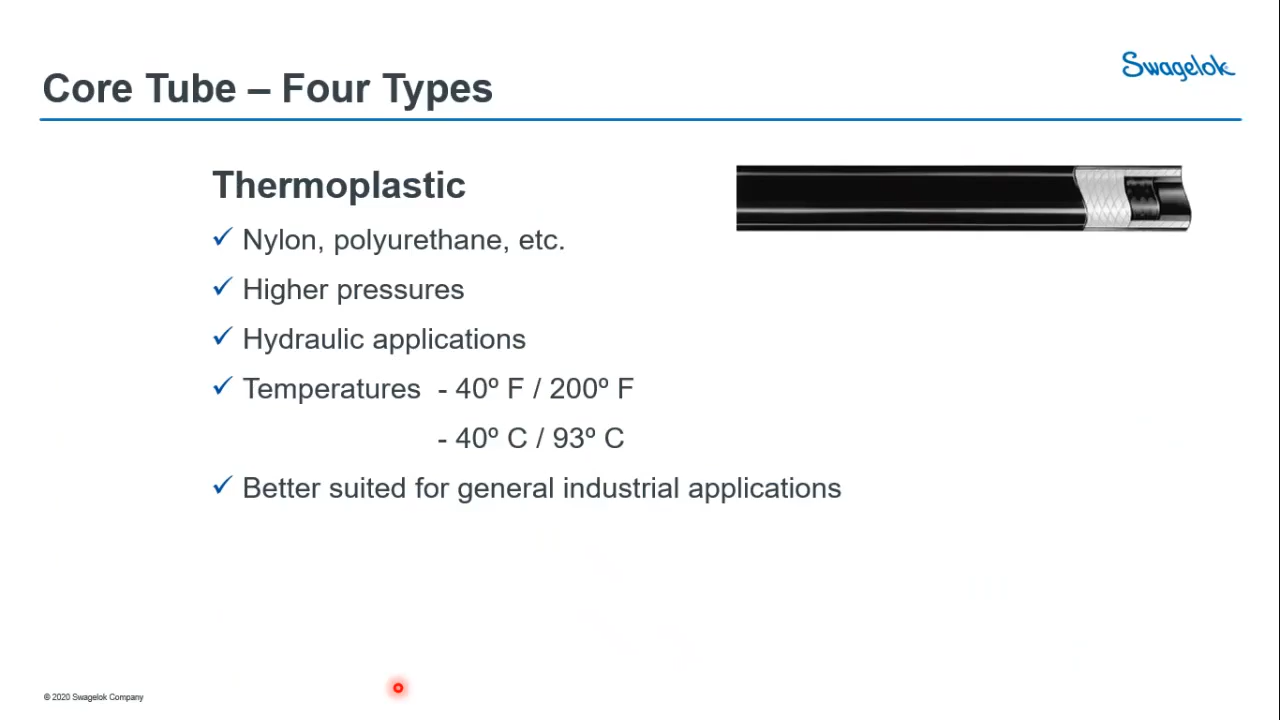 Swagelok
Core Tube – Four Types
Thermoplastic
✓ Nylon, polyurethane, etc.
✓ Higher pressures
✓ Hydraulic applications
✓ Temperatures - 40º F / 200º F
- 40º C / 93º C
✓ Better suited for general industrial applications
© 2020 Swagelok Company